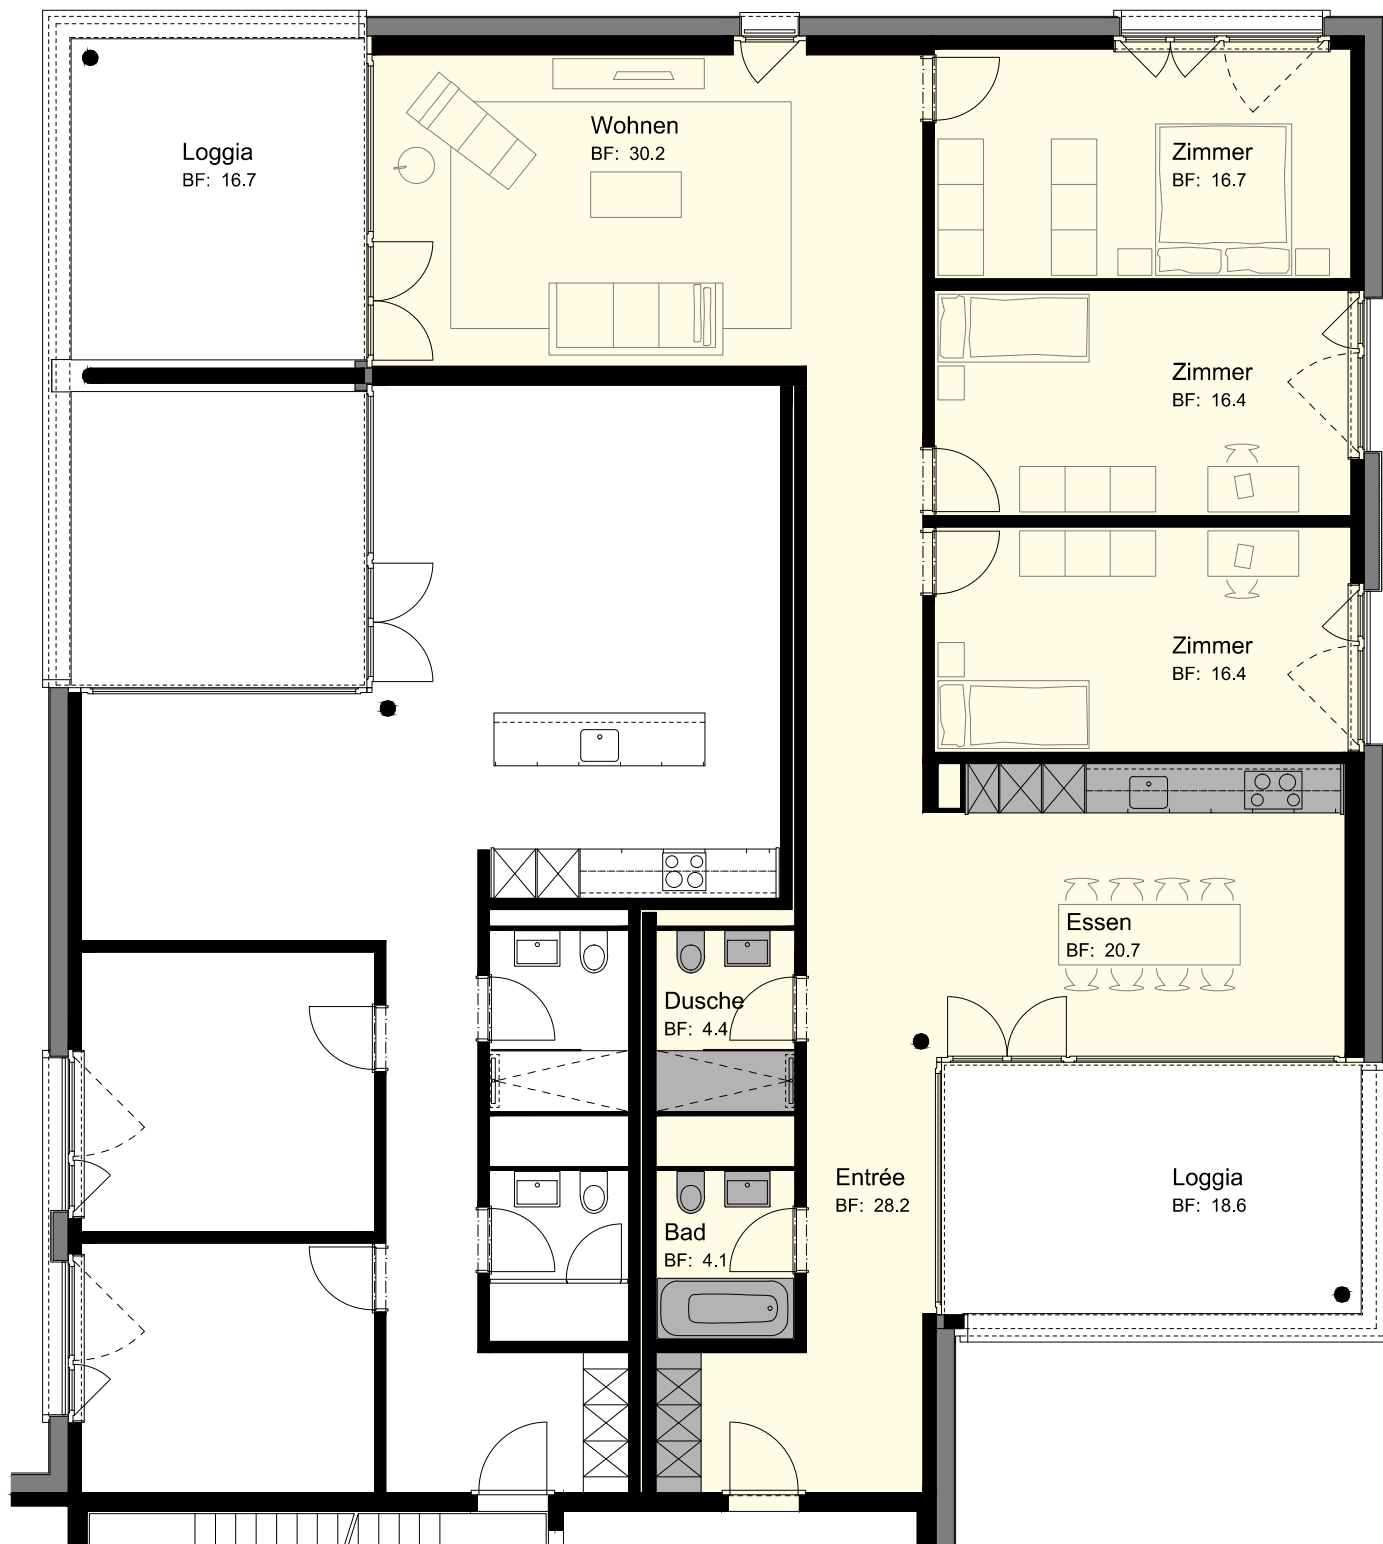 Wohnen
BF: 30.2
Loggia
BF: 16.7
Zimmer
BF: 16.7
Zimmer
BF: 16.4
Zimmer
BF: 16.4
Essen
BF: 20.7
Dusche
BF: 4.4
Entrée
BF: 28.2
Loggia
BF: 18.6
Bad
BF: 4.1